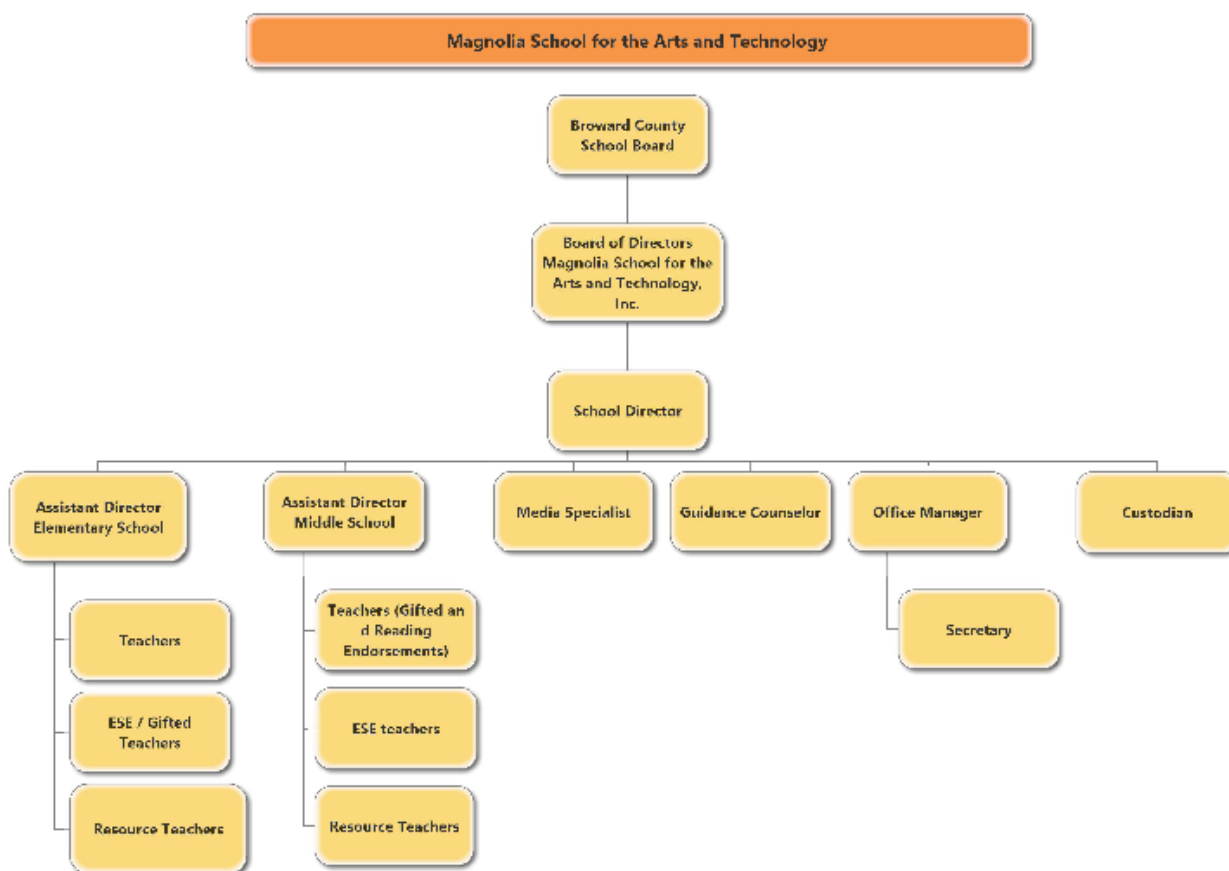 Magnolia School for the Arts and Technology
Broward County
School Board
Board of Directors
Magnolia School for the
Arts and Technology,
Inc.
School Director
Assistant Director
Elementary School
Assistant Director
Middle School
Media Specialist
Guidance Counselor
Office Manager
Custodian
Teachers
Teachers (Gifted an
d Reading
Endorsements)
Secretary
ESE / Gifted
Teachers
ESE teachers
Resource Teachers
Resource Teachers